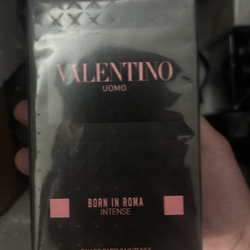 VALENTINO
UOMO
BORN IN ROMA
INTENSE